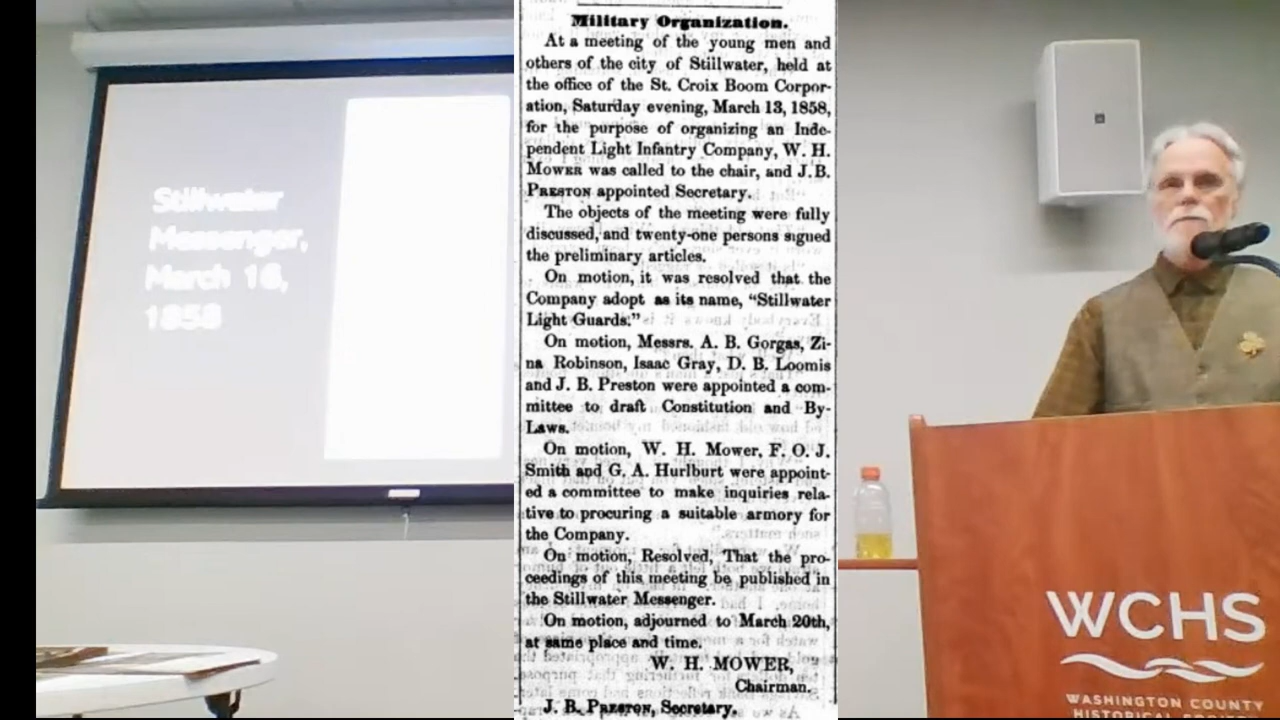 Stillwater
Messenger,
March 16,
1858
Military Organization.
At a meeting of the young men and
others of the city of Stillwater, held at
the office of the St. Croix Boom Corpor-
ation, Saturday evening, March 13, 1858,
for the purpose of organizing an Inde-
pendent Light Infantry Company, W. H.
MOWER was called to the chair, and J. B.
PRESTON appointed Secretary.
The objects of the meeting were fully
discussed, and twenty-one persons signed
the preliminary articles.
On motion, it was resolved that the
Company adopt as its name, "Stillwater
Light Guards."
On motion, Messrs. A. B. Gorgas, Zi-
na Robinson, Isaac Gray, D. B. Loomis
and J. B. Preston were appointed a com-
mittee to draft Constitution and By-
Laws.
On motion, W. H. Mower, F. O. J.
Smith and G. A. Hurlburt were appoint-
ed a committee to make inquiries rela-
tive to procuring a suitable armory for
the Company.
On motion, Resolved, That the pro-
ceedings of this meeting be published in
the Stillwater Messenger.
On motion, adjourned to March 20th,
at same place and time.
W. H. MOWER,
Chairman.
J. B. PRESTON, Secretary.
WCHS
WASHINGTON COUNTY
HISTORICAL